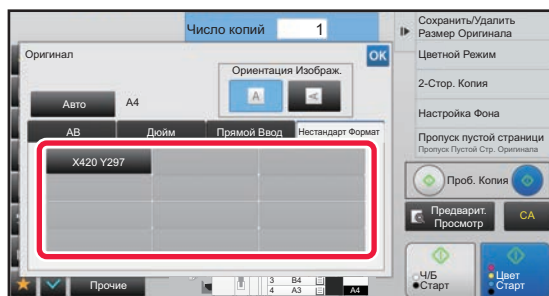 Число копий 1
Оригинал
OK
Ориентация Изображ.
A
A
Авто A4
AB Дюйм Прямой Ввод Нестандарт Формат
X420 Y297
Прочие
3 B4
4 A3
A4
Сохранить/Удалить
Размер Оригинала
Цветной Режим
2-Стор. Копия
Настройка Фона
Пропуск пустой страници
Пропуск Пустой Стр. Оригинала
Проб. Копия
Предварит.
Просмотр
CA
Ч/Б
Старт
Цвет
Старт